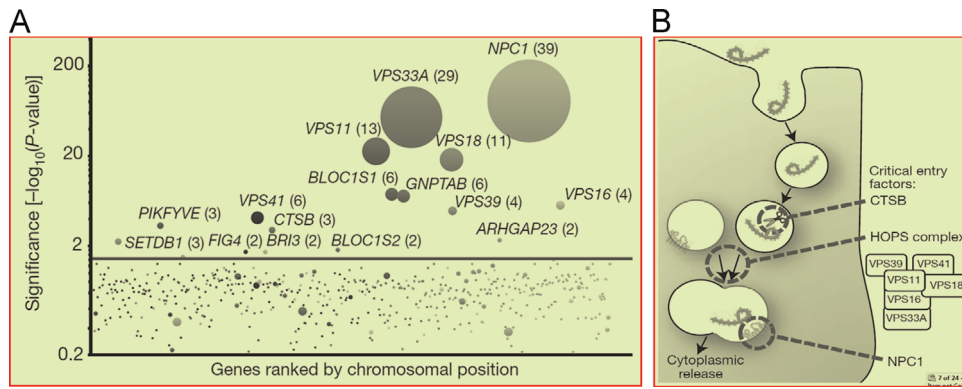 A
B
200
20
2
0.2
Significance [-log10(P-value)]
NPC1 (39)
VPS33A (29)
VPS11 (13)
VPS18 (11)
BLOC1S1 (6)
GNPTAB (6)
VPS41 (6)
VPS39 (4)
VPS16 (4)
PIKFYVE (3)
CTSB (3)
ARHGAP23 (2)
SETDB1 (3)
FIG4 (2)
BRI3 (2)
BLOC1S2 (2)
Genes ranked by chromosomal position
Critical entry
factors:
CTSB
HOPS complex
VPS39
VPS41
VPS11
VPS18
VPS16
VPS33A
NPC1
Cytoplasmic
release
7 of 24